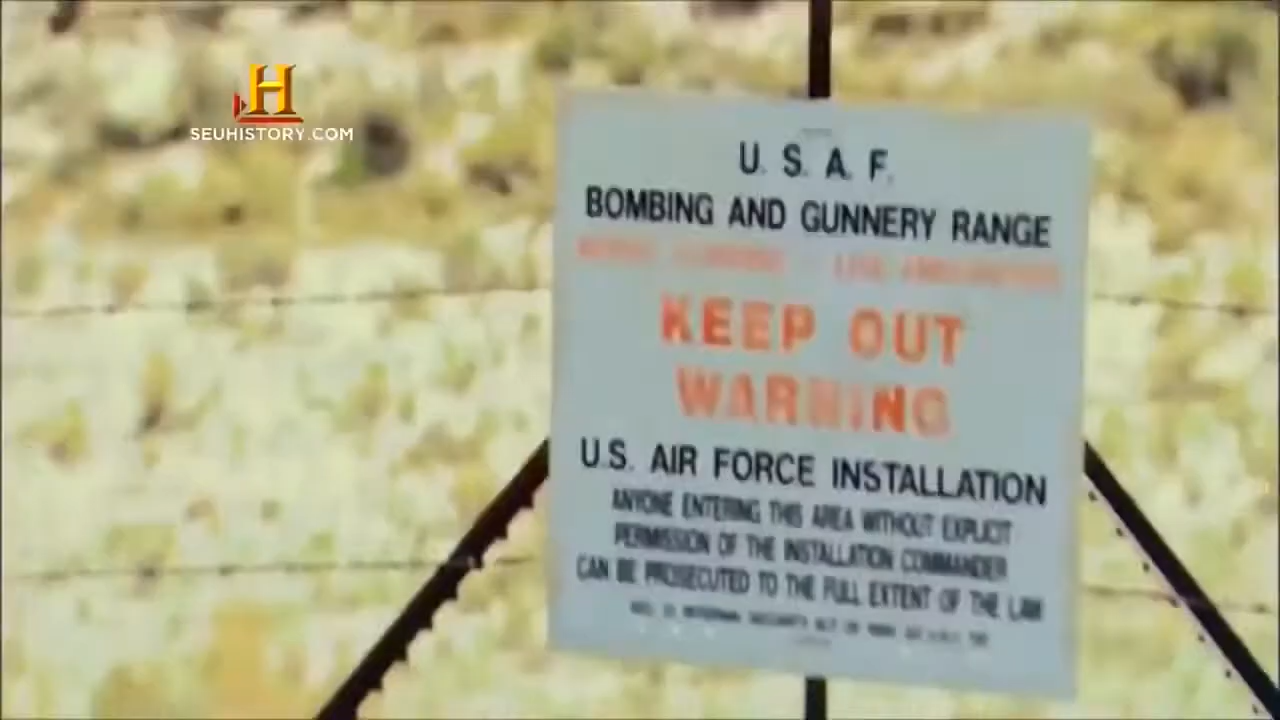 H
SEUHISTORY.COM
U. S. A. F.
BOMBING AND GUNNERY RANGE
KEEP OUT
WARNING
U.S. AIR FORCE INSTALLATION
ANYONE ENTERING THIS AREA WITHOUT EXPLICIT
PERMISSION OF THE INSTALLATION COMMANDER
CAN BE PROSECUTED TO THE FULL EXTENT OF THE LAW